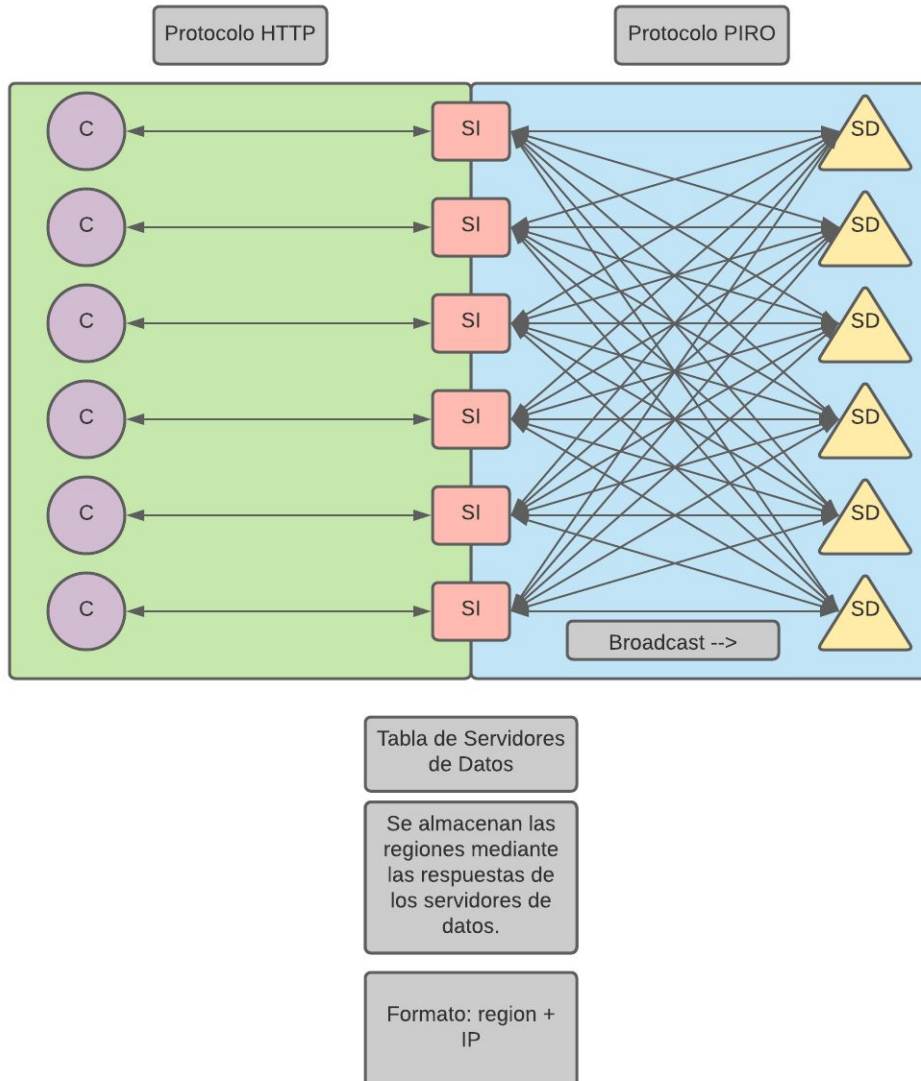 Protocolo HTTP
Protocolo PIRO
C
SI
SD
C
SI
SD
C
SI
SD
C
SI
SD
C
SI
SD
C
SI
SD
Broadcast -->
Tabla de Servidores
de Datos
Se almacenan las
regiones mediante
las respuestas de
los servidores de
datos.
Formato: region +
IP